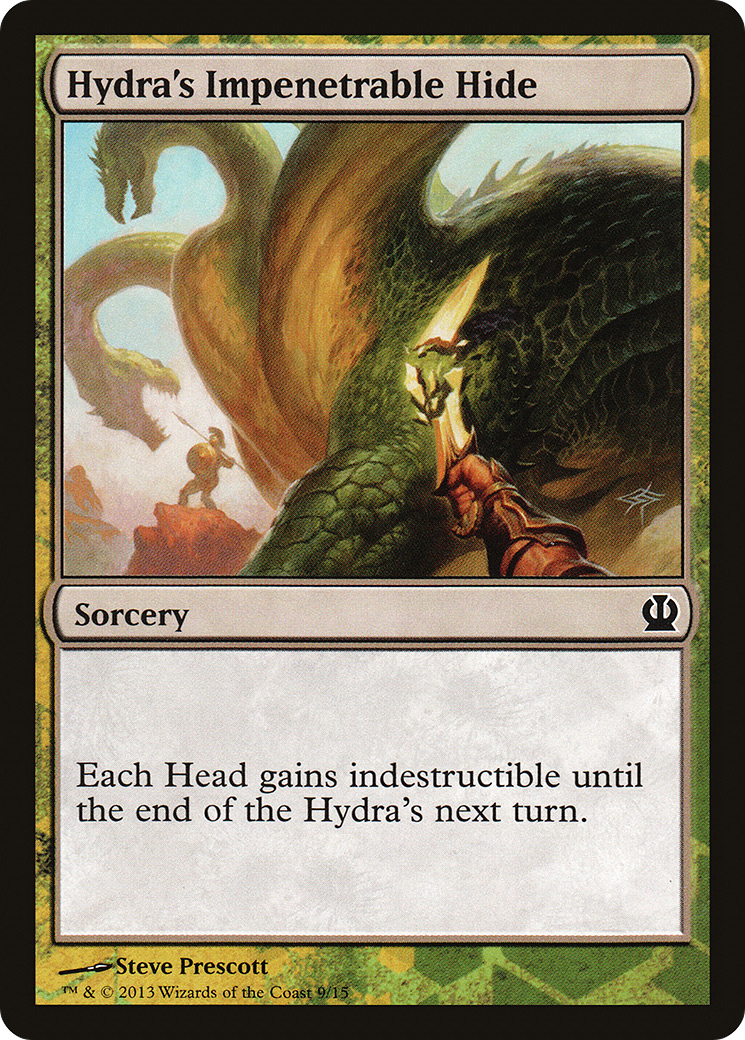 Hydra's Impenetrable Hide
Sorcery
Each Head gains indestructible until
the end of the Hydra's next turn.
Steve Prescott
™ & © 2013 Wizards of the Coast 9/15